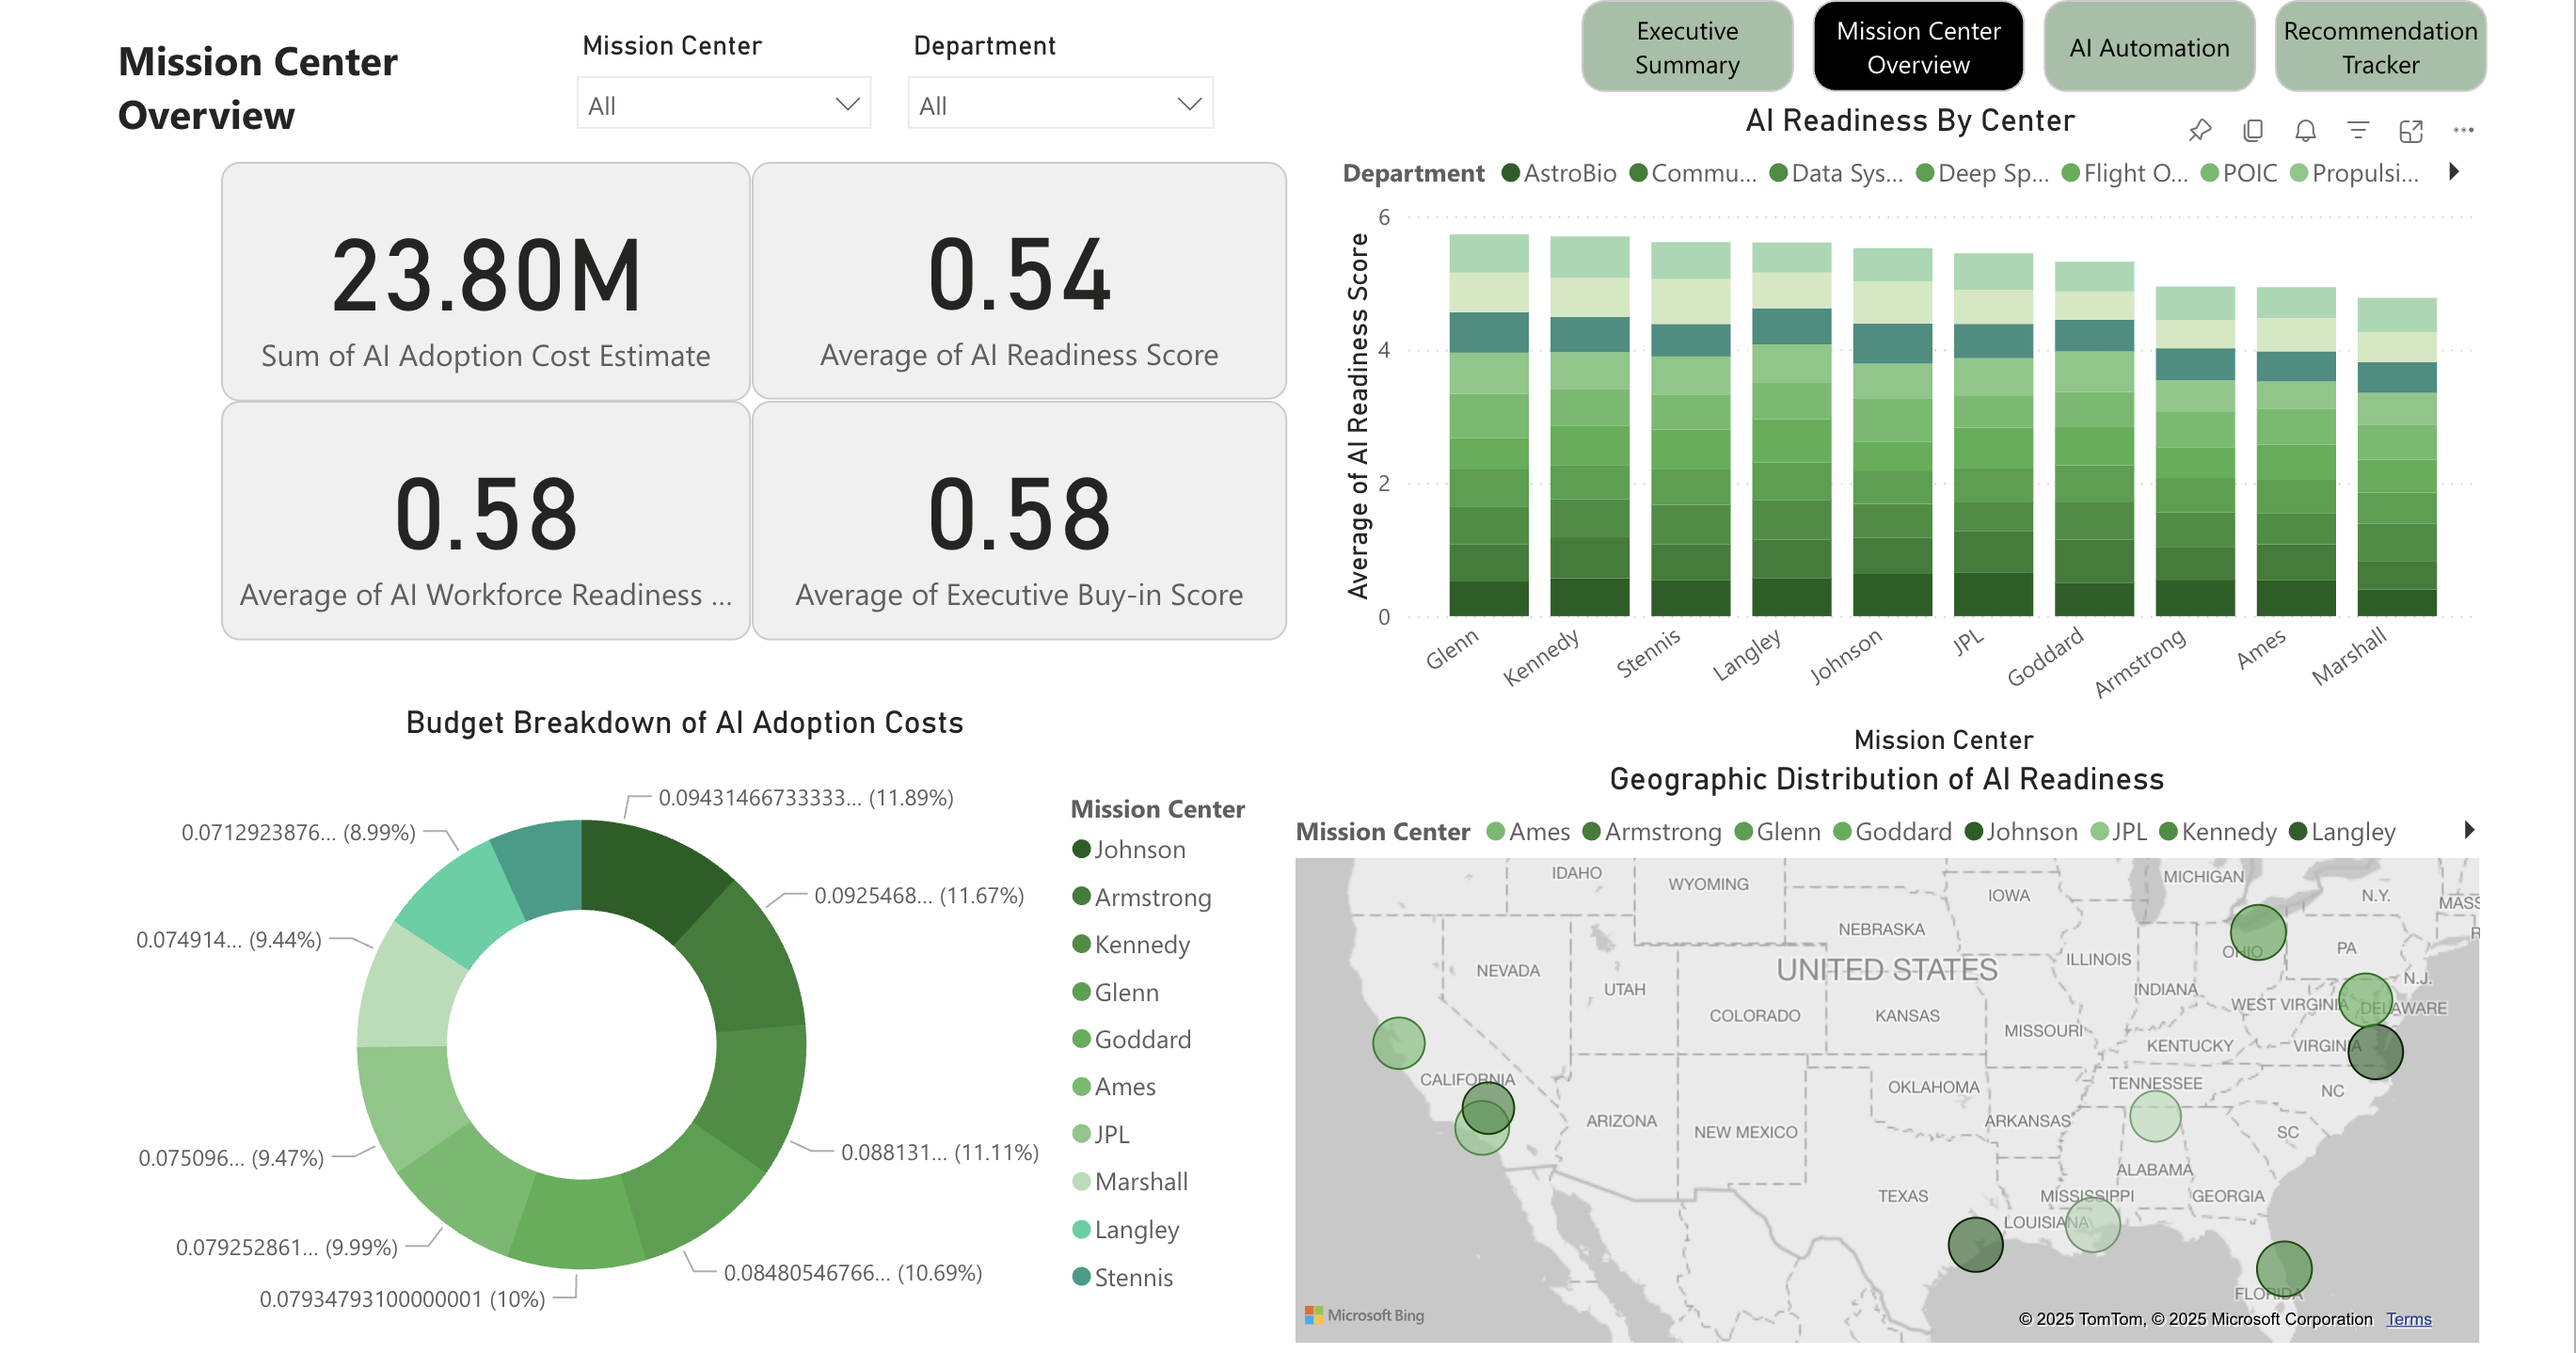 Mission Center
Overview
Mission Center
All
Department
All
Executive
Summary
Mission Center
Overview
AI Automation
Recommendation
Tracker
23.80M
Sum of AI Adoption Cost Estimate
0.54
Average of AI Readiness Score
0.58
Average of AI Workforce Readiness ...
0.58
Average of Executive Buy-in Score
AI Readiness By Center
Department AstroBio Commu... Data Sys... Deep Sp... Flight O... POIC Propulsi...
Average of AI Readiness Score
6
4
2
0
Glenn
Kennedy
Stennis
Langley
Johnson
JPL
Goddard
Armstrong
Ames
Marshall
Mission Center
Budget Breakdown of AI Adoption Costs
0.09431466733333... (11.89%)
0.0925468... (11.67%)
0.088131... (11.11%)
0.08480546766... (10.69%)
0.07934793100000001 (10%)
0.079252861... (9.99%)
0.075096... (9.47%)
0.074914... (9.44%)
0.0712923876... (8.99%)
Mission Center
Johnson
Armstrong
Kennedy
Glenn
Goddard
Ames
JPL
Marshall
Langley
Stennis
Geographic Distribution of AI Readiness
Mission Center Ames Armstrong Glenn Goddard Johnson JPL Kennedy Langley
IDAHO
WYOMING
IOWA
MICHIGAN
N.Y.
MASS
R
NEBRASKA
OHIO
PA
NEVADA
UNITED STATES
ILLINOIS
N.J.
UTAH
INDIANA
WEST VIRGINIA
DELAWARE
COLORADO
KANSAS
MISSOURI
KENTUCKY
VIRGINIA
CALIFORNIA
OKLAHOMA
TENNESSEE
NC
ARIZONA
NEW MEXICO
ARKANSAS
SC
ALABAMA
TEXAS
MISSISSIPPI
GEORGIA
LOUISIANA
FLORIDA
Microsoft Bing
© 2025 TomTom, © 2025 Microsoft Corporation Terms